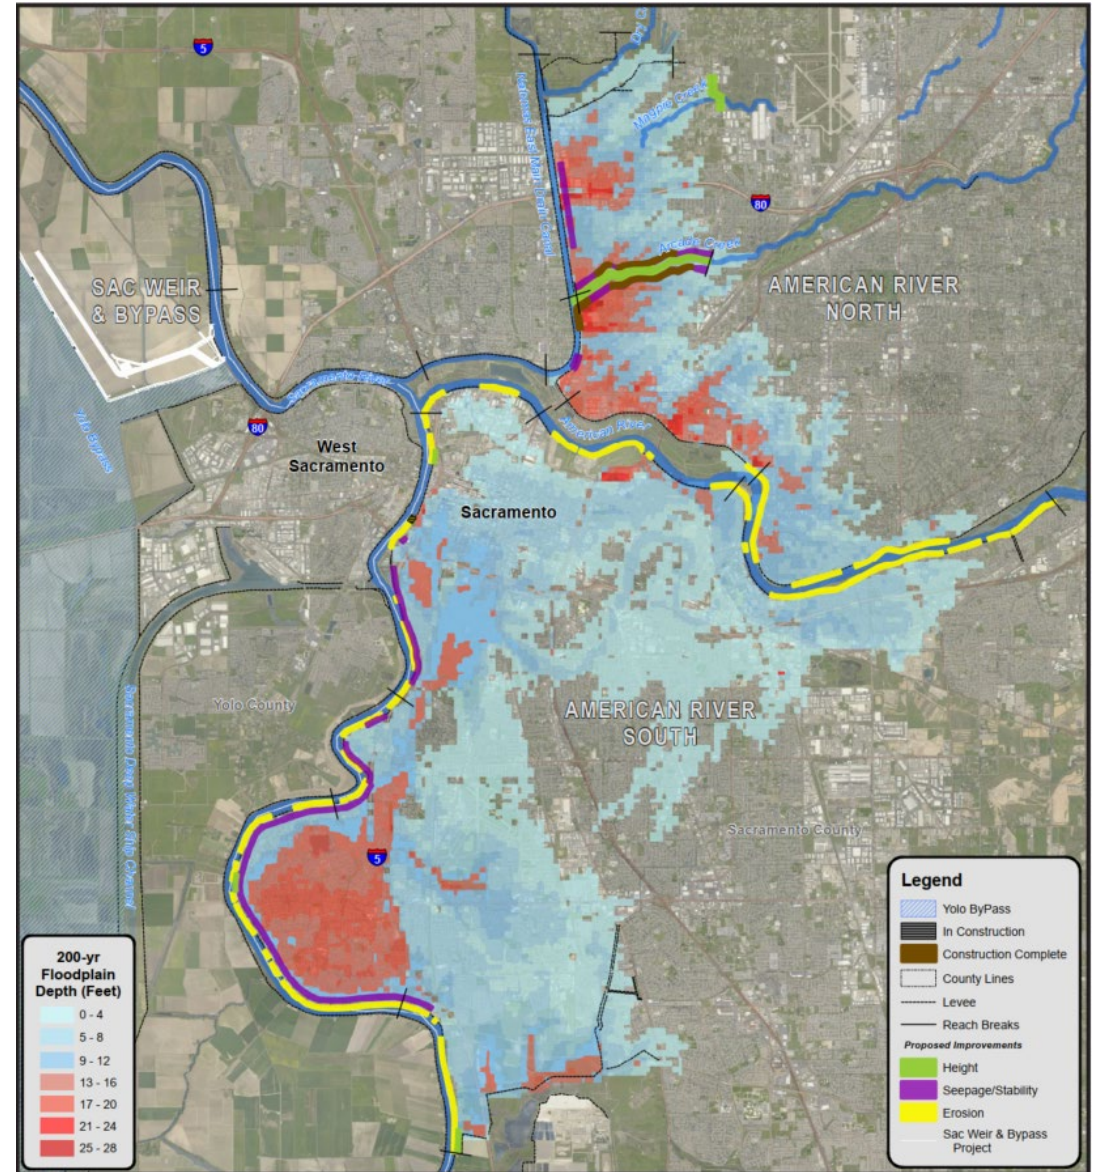 5
Dry C
Magpie Creek
Natomas East Main Drain Canal
80
Arcade Creek
SAC WEIR
& BYPASS
AMERICAN RIVER
NORTH
Sacramento River
Yolo Bypass
80
American River
West
Sacramento
Sacramento
Yolo County
AMERICAN RIVER
SOUTH
Sacramento Deep Water Ship Channel
Sacramento County
5
200-yr
Floodplain
Depth (Feet)
0 - 4
5 - 8
9 - 12
13 - 16
17 - 20
21 - 24
25 - 28
Legend
Yolo ByPass
In Construction
Construction Complete
County Lines
Levee
Reach Breaks
Proposed Improvements
Height
Seepage/Stability
Erosion
Sac Weir & Bypass
Project